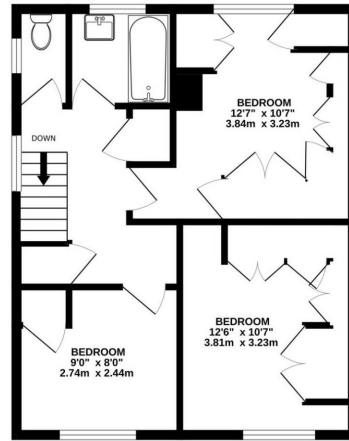 DOWN
BEDROOM
12'7" x 10'7"
3.84m x 3.23m
BEDROOM
12'6" x 10'7"
3.81m x 3.23m
BEDROOM
9'0" x 8'0"
2.74m x 2.44m